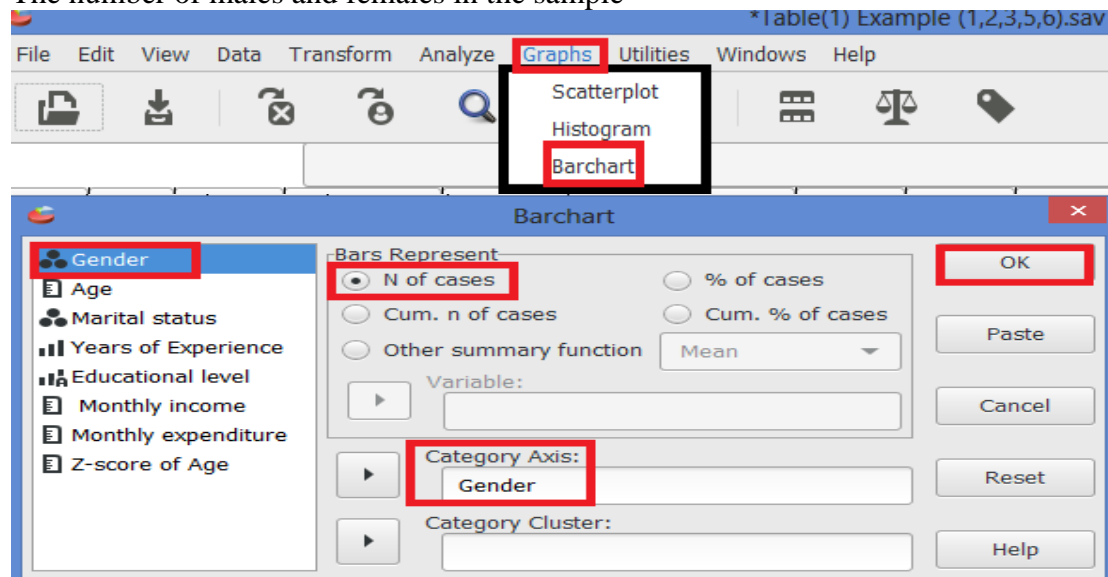 The number of males and females in the sample
*Table(1) Example (1,2,3,5,6).sav
File Edit View Data Transform Analyze Graphs Utilities Windows Help
Scatterplot
Histogram
Barchart
Barchart
Gender
Age
Marital status
Years of Experience
Educational level
Monthly income
Monthly expenditure
Z-score of Age
Bars Represent
N of cases
% of cases
Cum. n of cases
Cum. % of cases
Other summary function
Mean
Variable:
Category Axis:
Gender
Category Cluster:
OK
Paste
Cancel
Reset
Help